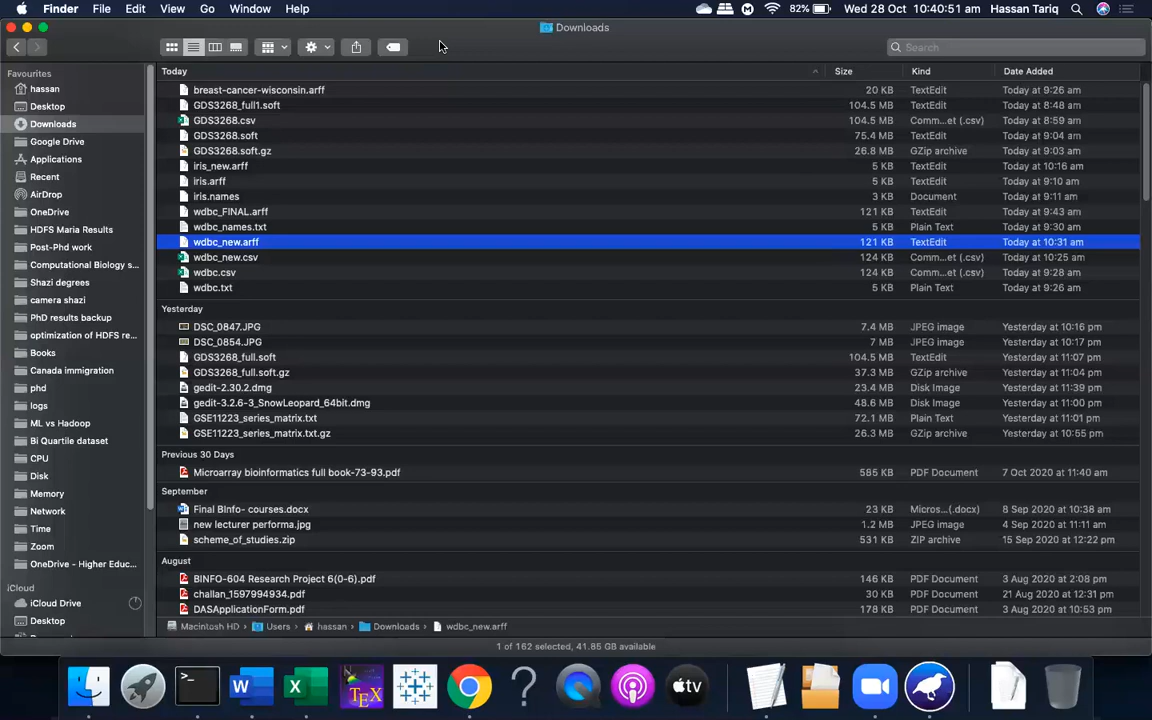 Finder File Edit View Go Window Help 82% Wed 28 Oct 10:40:51 am Hassan Tariq
Downloads
Search
Favourites
hassan
Desktop
Downloads
Google Drive
Applications
Recent
AirDrop
OneDrive
HDFS Maria Results
Post-Phd work
Computational Biology s...
Shazi degrees
camera shazi
PhD results backup
optimization of HDFS re...
Books
Canada immigration
phd
logs
ML vs Hadoop
Bi Quartile dataset
CPU
Disk
Memory
Network
Time
Zoom
OneDrive - Higher Educ...
iCloud
iCloud Drive
Desktop
Today Size Kind Date Added
breast-cancer-wisconsin.arff 20 KB TextEdit Today at 9:26 am
GDS3268_full1.soft 104.5 MB TextEdit Today at 8:48 am
GDS3268.csv 104.5 MB Comm...et (.csv) Today at 8:59 am
GDS3268.soft 75.4 MB TextEdit Today at 9:04 am
GDS3268.soft.gz 26.8 MB GZip archive Today at 9:03 am
iris_new.arff 5 KB TextEdit Today at 10:16 am
iris.arff 5 KB TextEdit Today at 9:10 am
iris.names 3 KB Document Today at 9:11 am
wdbc_FINAL.arff 121 KB TextEdit Today at 9:43 am
wdbc_names.txt 5 KB Plain Text Today at 9:30 am
wdbc_new.arff 121 KB TextEdit Today at 10:31 am
wdbc_new.csv 124 KB Comm...et (.csv) Today at 10:25 am
wdbc.csv 124 KB Comm...et (.csv) Today at 9:28 am
wdbc.txt 5 KB Plain Text Today at 9:26 am
Yesterday
DSC_0847.JPG 7.4 MB JPEG image Yesterday at 10:16 pm
DSC_0854.JPG 7 MB JPEG image Yesterday at 10:17 pm
GDS3268_full.soft 104.5 MB TextEdit Yesterday at 11:07 pm
GDS3268_full.soft.gz 37.3 MB GZip archive Yesterday at 11:04 pm
gedit-2.30.2.dmg 23.4 MB Disk Image Yesterday at 11:39 pm
gedit-3.2.6-3_SnowLeopard_64bit.dmg 48.6 MB Disk Image Yesterday at 11:00 pm
GSE11223_series_matrix.txt 72.1 MB Plain Text Yesterday at 11:01 pm
GSE11223_series_matrix.txt.gz 26.3 MB GZip archive Yesterday at 10:55 pm
Previous 30 Days
Microarray bioinformatics full book-73-93.pdf 585 KB PDF Document 7 Oct 2020 at 11:40 am
September
Final BInfo- courses.docx 23 KB Micros...(.docx) 8 Sep 2020 at 10:38 am
new lecturer performa.jpg 1.2 MB JPEG image 4 Sep 2020 at 11:11 am
scheme_of_studies.zip 531 KB ZIP archive 15 Sep 2020 at 12:22 pm
August
BINFO-604 Research Project 6(0-6).pdf 146 KB PDF Document 3 Aug 2020 at 2:08 pm
challan_1597994934.pdf 30 KB PDF Document 21 Aug 2020 at 12:31 pm
DASApplicationForm.pdf 178 KB PDF Document 3 Aug 2020 at 10:53 pm
Macintosh HD Users hassan Downloads wdbc_new.arff
1 of 162 selected, 41.85 GB available
W X TEX tv